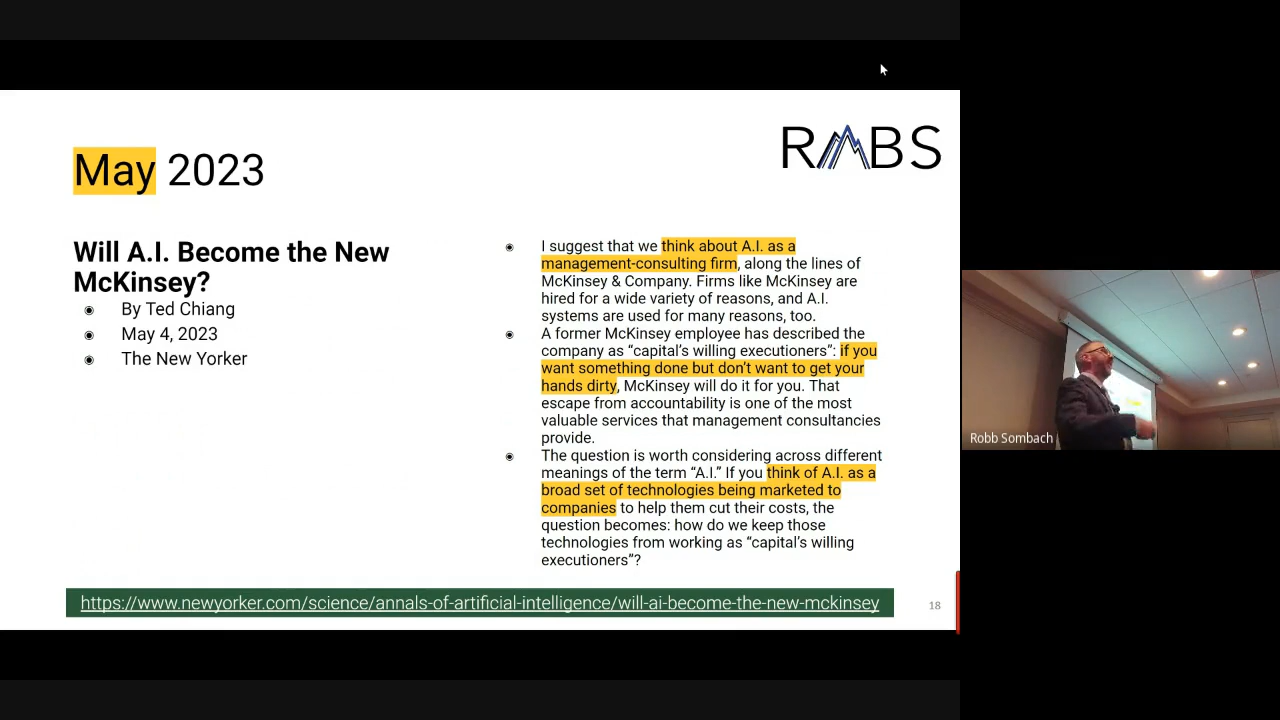 RMBS
May 2023
Will A.I. Become the New
McKinsey?
By Ted Chiang
May 4, 2023
The New Yorker
I suggest that we think about A.I. as a
management-consulting firm, along the lines of
McKinsey & Company. Firms like McKinsey are
hired for a wide variety of reasons, and A.I.
systems are used for many reasons, too.
A former McKinsey employee has described the
company as “capital’s willing executioners”: if you
want something done but don’t want to get your
hands dirty, McKinsey will do it for you. That
escape from accountability is one of the most
valuable services that management consultancies
provide.
The question is worth considering across different
meanings of the term “A.I.” If you think of A.I. as a
broad set of technologies being marketed to
companies to help them cut their costs, the
question becomes: how do we keep those
technologies from working as “capital’s willing
executioners”?
https://www.newyorker.com/science/annals-of-artificial-intelligence/will-ai-become-the-new-mckinsey
18
Robb Sombach